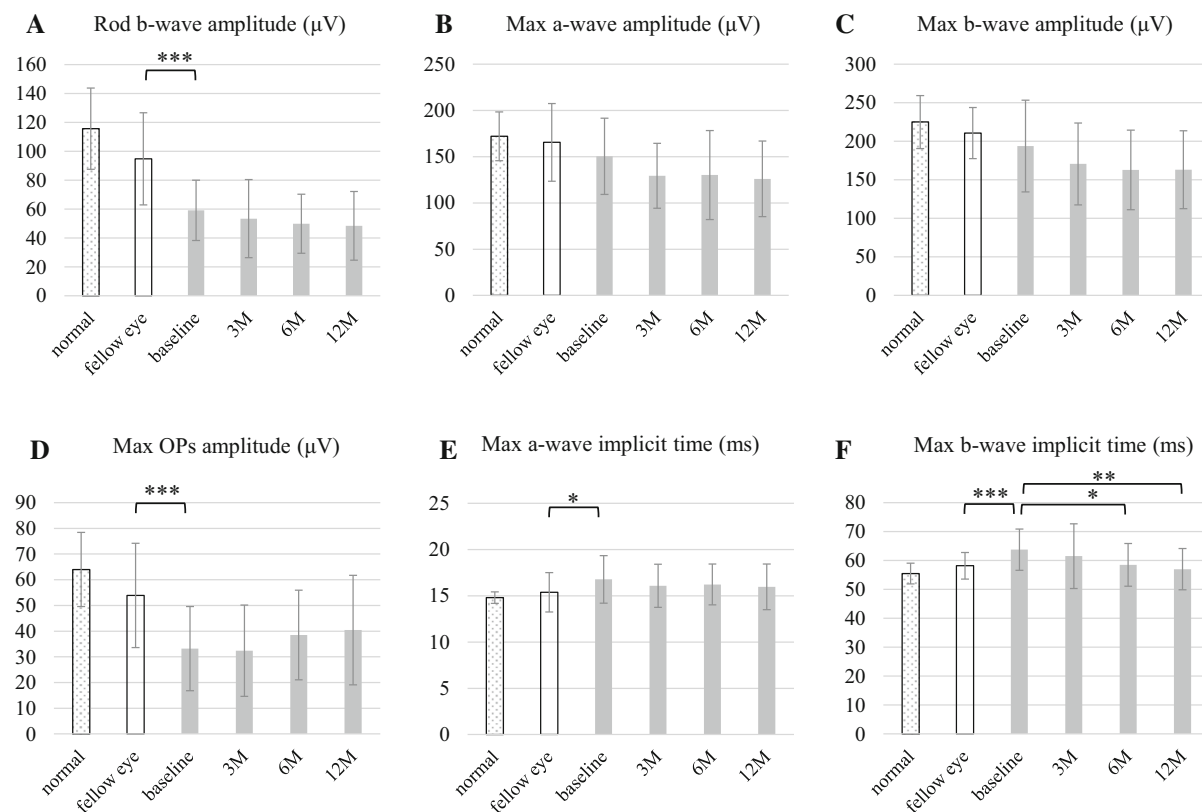 A Rod b-wave amplitude (μV)
***
160
140
120
100
80
60
40
20
0
normal
fellow eye
baseline
3M
6M
12M
B Max a-wave amplitude (μV)
250
200
150
100
50
0
normal
fellow eye
baseline
3M
6M
12M
C Max b-wave amplitude (μV)
300
250
200
150
100
50
0
normal
fellow eye
baseline
3M
6M
12M
D Max OPs amplitude (μV)
***
90
80
70
60
50
40
30
20
10
0
normal
fellow eye
baseline
3M
6M
12M
E Max a-wave implicit time (ms)
*
25
20
15
10
5
0
normal
fellow eye
baseline
3M
6M
12M
F Max b-wave implicit time (ms)
**
*** *
80
70
60
50
40
30
20
10
0
normal
fellow eye
baseline
3M
6M
12M